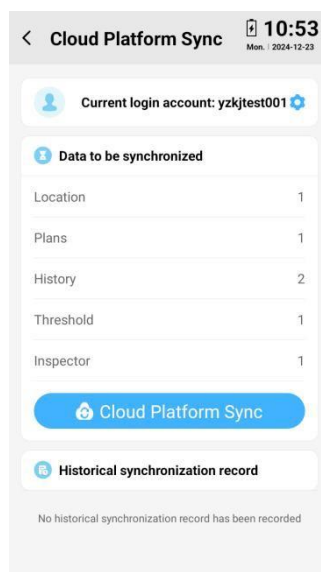 Cloud Platform Sync
10:53
Mon. 2024-12-23
Current login account: yzkjtest001
Data to be synchronized
Location 1
Plans 1
History 2
Threshold 1
Inspector 1
Cloud Platform Sync
Historical synchronization record
No historical synchronization record has been recorded